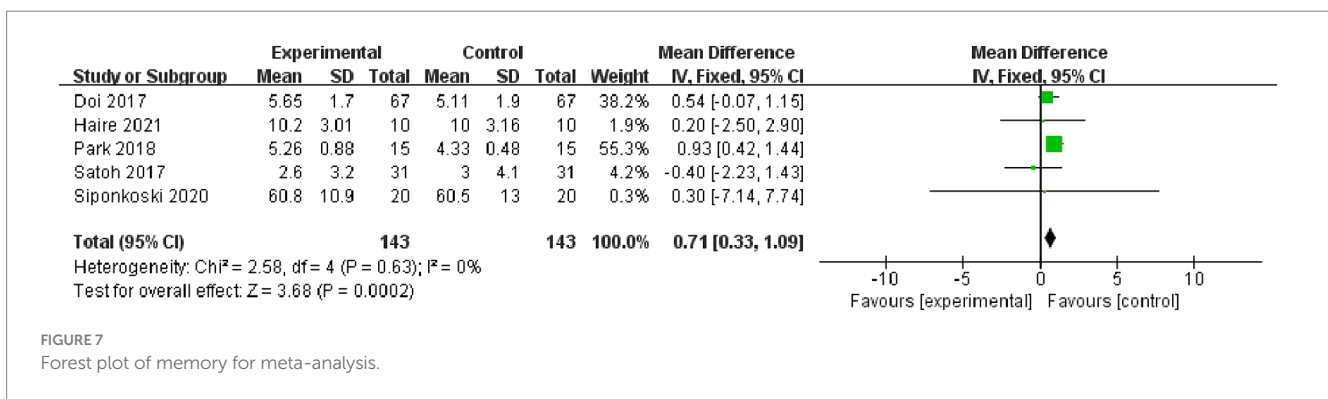 Experimental Control Mean Difference Mean Difference
Study or Subgroup Mean SD Total Mean SD Total Weight IV, Fixed, 95% CI IV, Fixed, 95% CI
Doi 2017 5.65 1.7 67 5.11 1.9 67 38.2% 0.54 [-0.07, 1.15]
Haire 2021 10.2 3.01 10 10 3.16 10 1.9% 0.20 [-2.50, 2.90]
Park 2018 5.26 0.88 15 4.33 0.48 15 55.3% 0.93 [0.42, 1.44]
Satoh 2017 2.6 3.2 31 3 4.1 31 4.2% -0.40 [-2.23, 1.43]
Siponkoski 2020 60.8 10.9 20 60.5 13 20 0.3% 0.30 [-7.14, 7.74]
Total (95% CI) 143 143 100.0% 0.71 [0.33, 1.09]
Heterogeneity: Chi² = 2.58, df = 4 (P = 0.63); I² = 0%
Test for overall effect: Z = 3.68 (P = 0.0002)
-10 -5 0 5 10
Favours [experimental] Favours [control]
FIGURE 7
Forest plot of memory for meta-analysis.